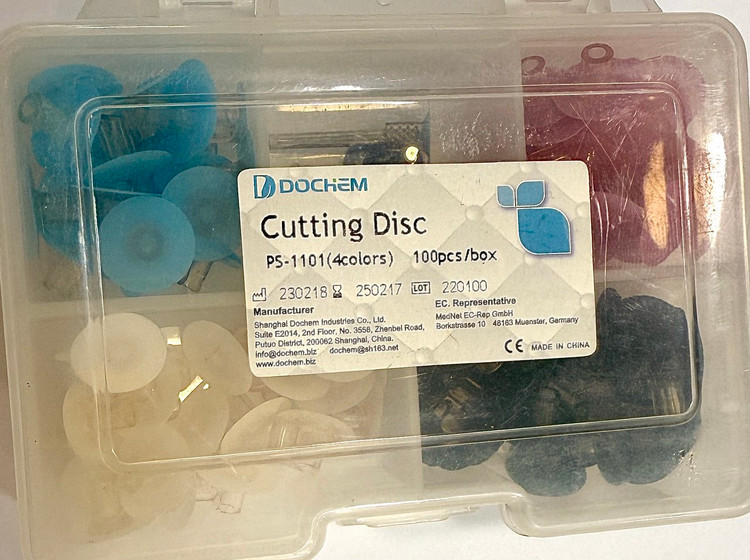 DOCHEM
Cutting Disc
PS-1101(4colors) 100pcs/box
230218 250217 LOT 220100
Manufacturer
Shanghai Dochem Industries Co., Ltd.
Suite E2014, 2nd Floor, No. 3558, Zhenbei Road,
Putuo District, 200062 Shanghai, China.
info@dochem.biz dochem@sh163.net
www.dochem.biz
EC. Representative
MedNet EC-Rep GmbH
Borkstrasse 10 48163 Muenster, Germany
CE MADE IN CHINA